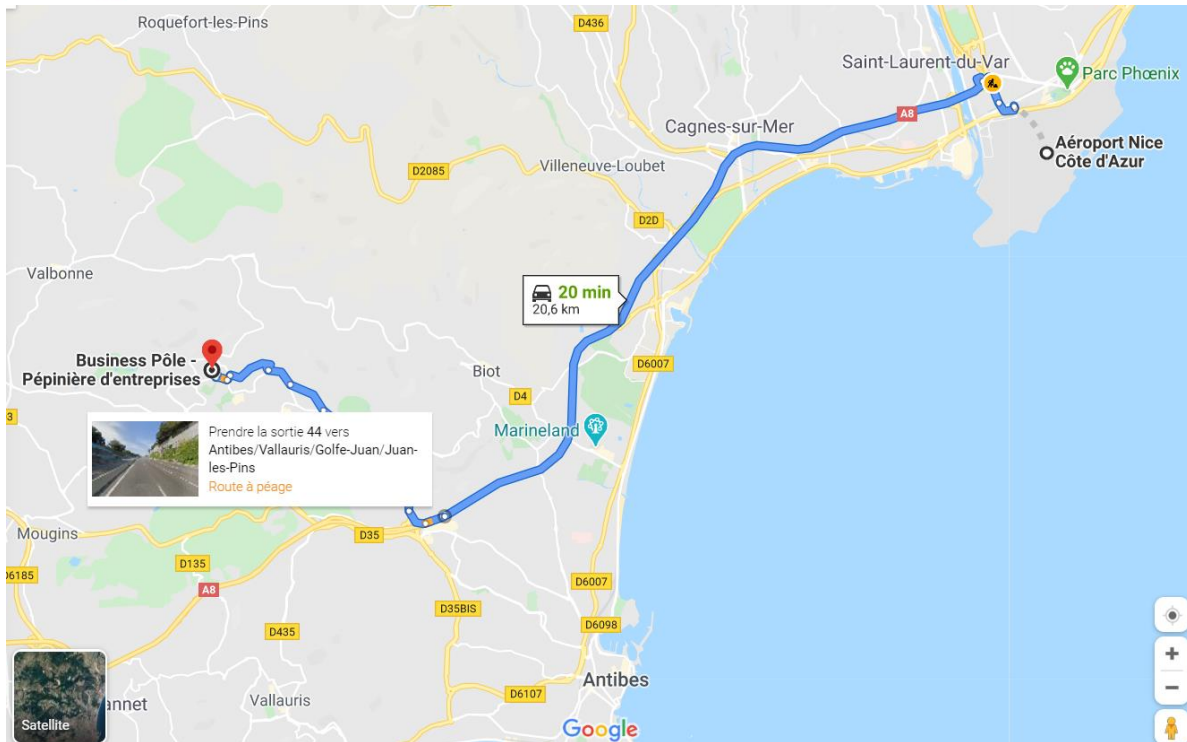 Roquefort-les-Pins
D436
Saint-Laurent-du-Var
Parc Phœnix
A8
Cagnes-sur-Mer
Aéroport Nice
Côte d'Azur
D2085
Villeneuve-Loubet
D2D
Valbonne
20 min
20,6 km
Business Pôle -
Pépinière d'entreprises
D6007
Biot
D4
3
Marineland
Prendre la sortie 44 vers
Antibes/Vallauris/Golfe-Juan/Juan-
les-Pins
Route à péage
Mougins
D35
D135
D6185
A8
D6007
D35BIS
D6098
D435
Antibes
D6107
Vallauris
annet
Satellite
Google